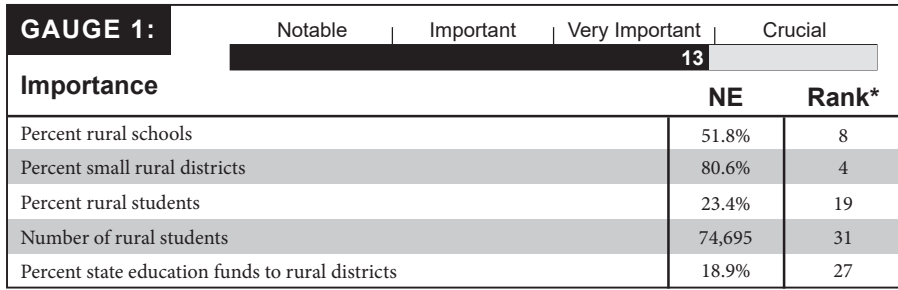 GAUGE 1:
Notable | Important | Very Important | Crucial
13
Importance
NE Rank*
Percent rural schools 51.8% 8
Percent small rural districts 80.6% 4
Percent rural students 23.4% 19
Number of rural students 74,695 31
Percent state education funds to rural districts 18.9% 27